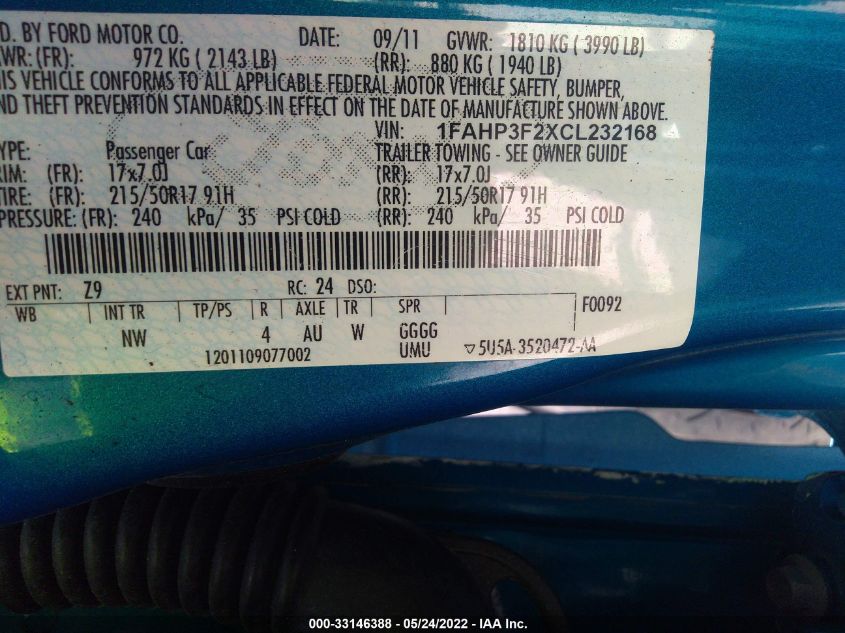 D. BY FORD MOTOR CO. DATE: 09/11 GVWR: 1810 KG ( 3990 LB)
WR: (FR): 972 KG ( 2143 LB) (RR): 880 KG ( 1940 LB)
IS VEHICLE CONFORMS TO ALL APPLICABLE FEDERAL MOTOR VEHICLE SAFETY, BUMPER,
ND THEFT PREVENTION STANDARDS IN EFFECT ON THE DATE OF MANUFACTURE SHOWN ABOVE.
VIN: 1FAHP3F2XCL232168
YPE: Passenger Car TRAILER TOWING - SEE OWNER GUIDE
RIM: (FR): 17x7.0J (RR): 17x7.0J
TIRE: (FR): 215/50R17 91H (RR): 215/50R17 91H
PRESSURE: (FR): 240 kPa/ 35 PSI COLD (RR): 240 kPa/ 35 PSI COLD
EXT PNT: Z9 RC: 24 DSO:
WB INT TR TP/PS R AXLE TR SPR F0092
NW 4 AU W GGGG
1201109077002 UMU ▽5U5A-3520472-AA
000-33146388 - 05/24/2022 - IAA Inc.